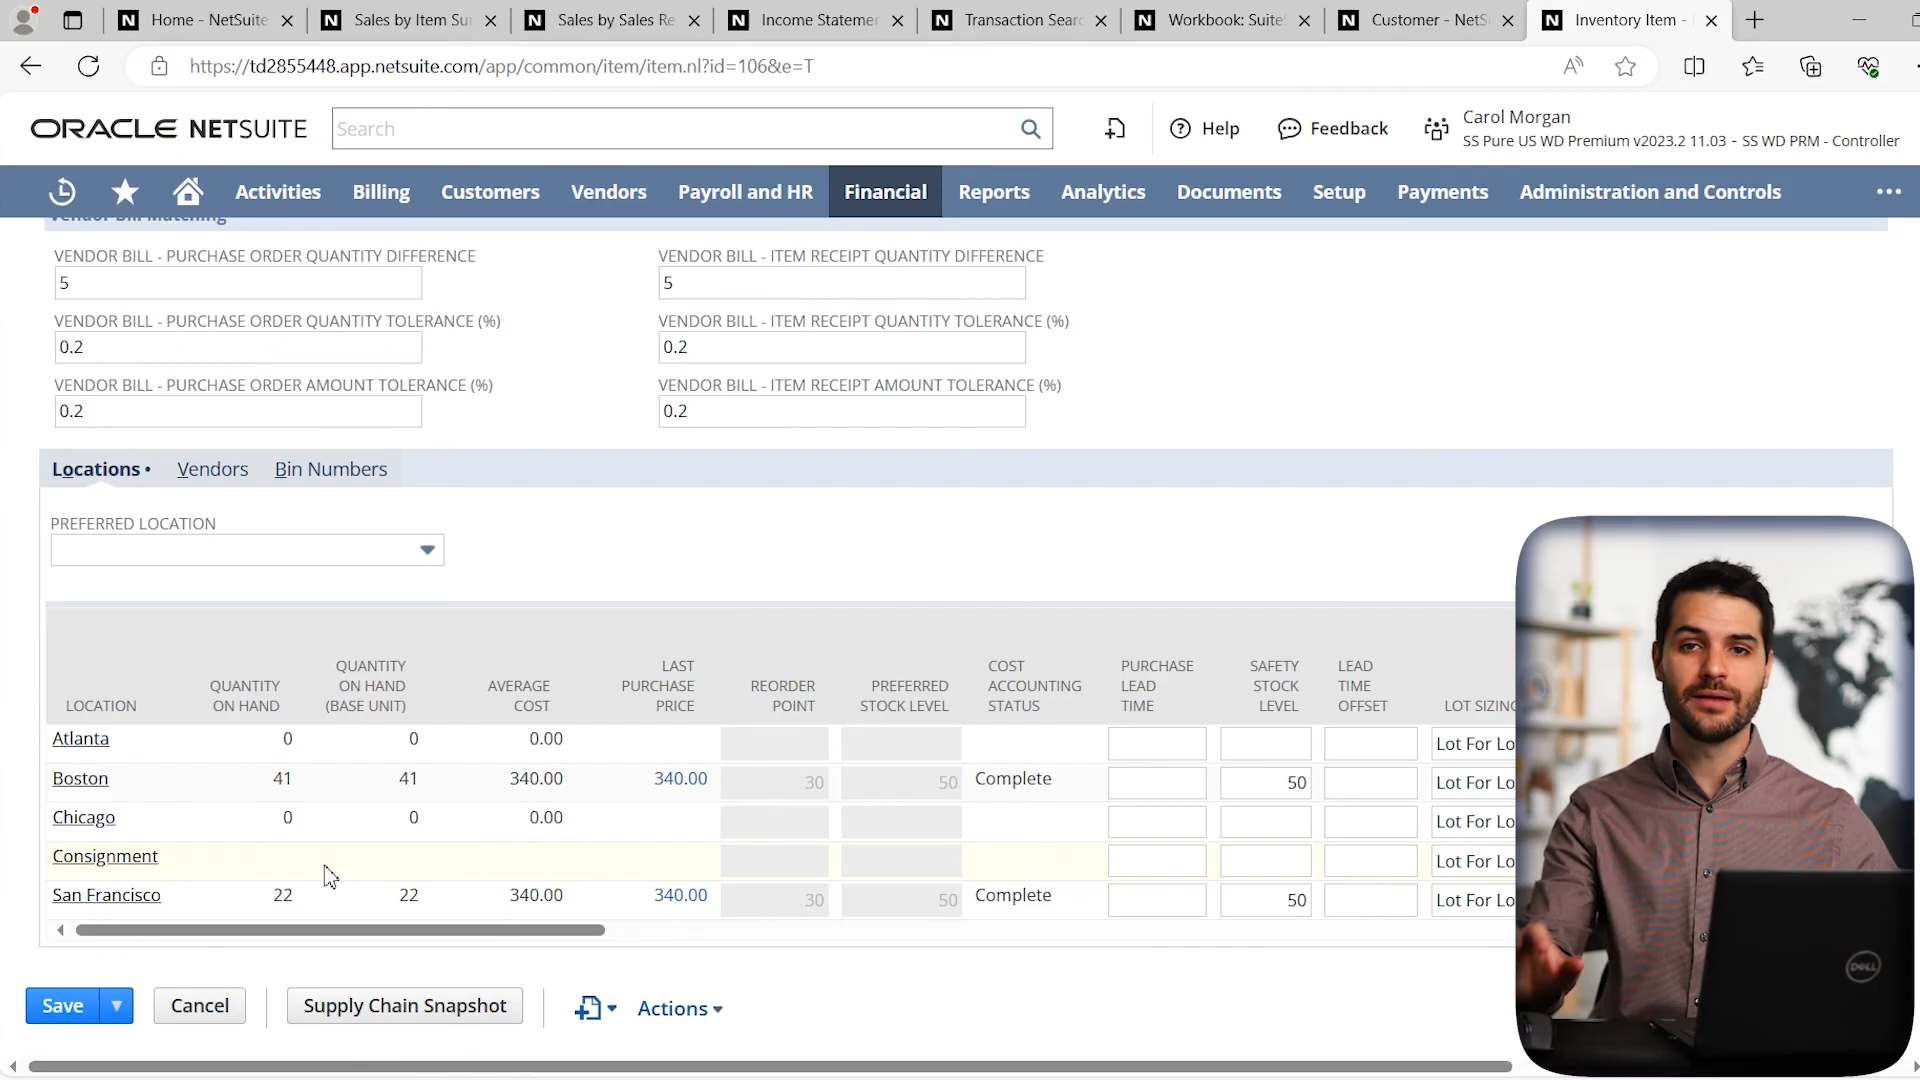 Home - NetSuite
Sales by Item Su
Sales by Sales Re
Income Stateme
Transaction Sear
Workbook: Suite
Customer - NetS
Inventory Item -
https://td2855448.app.netsuite.com/app/common/item/item.nl?id=106&e=T
ORACLE NETSUITE
Search
Help
Feedback
Carol Morgan
SS Pure US WD Premium v2023.2 11.03 - SS WD PRM - Controller
Activities Billing Customers Vendors Payroll and HR Financial Reports Analytics Documents Setup Payments Administration and Controls
Vendor Bill Matching
VENDOR BILL - PURCHASE ORDER QUANTITY DIFFERENCE
5
VENDOR BILL - ITEM RECEIPT QUANTITY DIFFERENCE
5
VENDOR BILL - PURCHASE ORDER QUANTITY TOLERANCE (%)
0.2
VENDOR BILL - ITEM RECEIPT QUANTITY TOLERANCE (%)
0.2
VENDOR BILL - PURCHASE ORDER AMOUNT TOLERANCE (%)
0.2
VENDOR BILL - ITEM RECEIPT AMOUNT TOLERANCE (%)
0.2
Locations • Vendors Bin Numbers
PREFERRED LOCATION
LOCATION
QUANTITY
ON HAND
QUANTITY
ON HAND
(BASE UNIT)
AVERAGE
COST
LAST
PURCHASE
PRICE
REORDER
POINT
PREFERRED
STOCK LEVEL
COST
ACCOUNTING
STATUS
PURCHASE
LEAD
TIME
SAFETY
STOCK
LEVEL
LEAD
TIME
OFFSET
LOT SIZING
Atlanta 0 0 0.00 Lot For Lo
Boston 41 41 340.00 340.00 30 50 Complete 50 Lot For Lo
Chicago 0 0 0.00 Lot For Lo
Consignment Lot For Lo
San Francisco 22 22 340.00 340.00 30 50 Complete 50 Lot For Lo
Save
Cancel
Supply Chain Snapshot
Actions
DELL